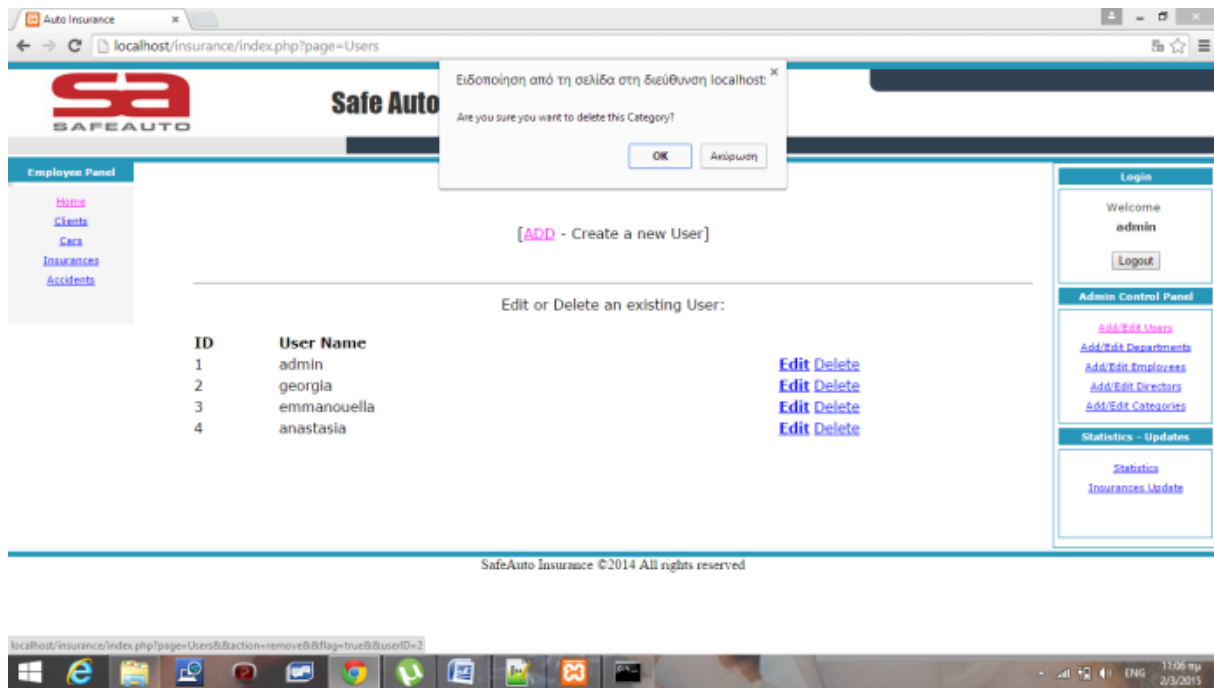 Auto Insurance
localhost/insurance/index.php?page=Users
SAFEAUTO
Safe Auto
Ειδοποίηση από τη σελίδα στη διεύθυνση localhost:
Are you sure you want to delete this Category?
OK Ακύρωση
Employee Panel
Home
Clients
Cars
Insurances
Accidents
[ADD - Create a new User]
Edit or Delete an existing User:
ID User Name
1 admin Edit Delete
2 georgia Edit Delete
3 emmanouella Edit Delete
4 anastasia Edit Delete
Login
Welcome
admin
Logout
Admin Control Panel
Add/Edit Users
Add/Edit Departments
Add/Edit Employees
Add/Edit Directors
Add/Edit Categories
Statistics - Updates
Statistics
Insurances Update
SafeAuto Insurance ©2014 All rights reserved
localhost/insurance/index.php?page=Users&&action=remove&&flag=true&&userID=2
ENG 11:06 πμ
2/3/2015